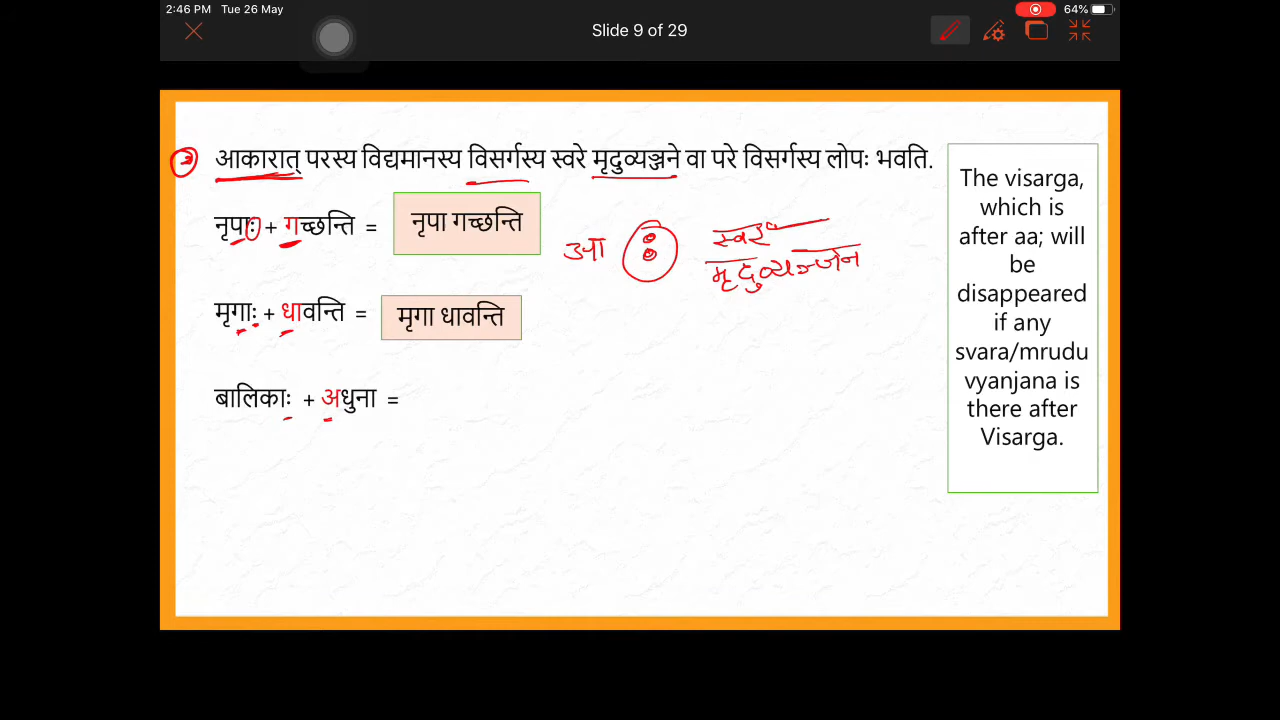 2:46 PM Tue 26 May
64%
Slide 9 of 29
आकारात् परस्य विद्यमानस्य विसर्गस्य स्वरे मृदुव्यञ्जने वा परे विसर्गस्य लोपः भवति.
नृपाः + गच्छन्ति = नृपा गच्छन्ति
आ : स्वर
मृदुव्यञ्जन
मृगाः + धावन्ति = मृगा धावन्ति
बालिकाः + अधुना =
The visarga,
which is
after aa; will
be
disappeared
if any
svara/mrudu
vyanjana is
there after
Visarga.